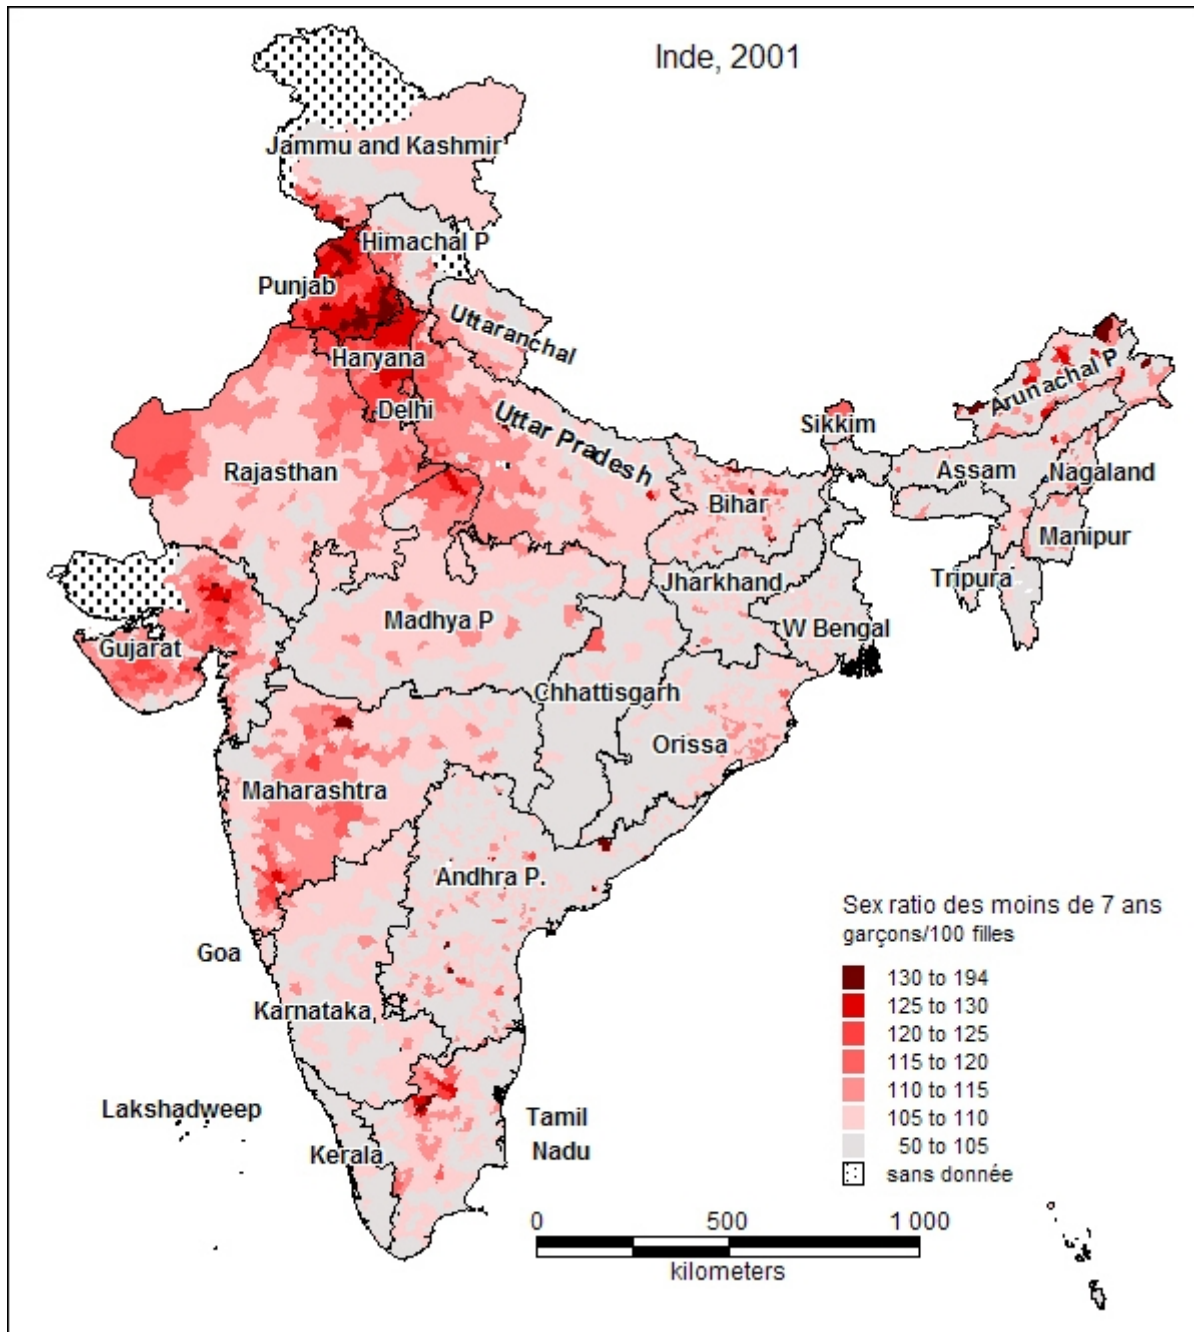 Inde, 2001
Jammu and Kashmir
Himachal P
Punjab
Uttaranchal
Haryana
Delhi
Uttar Pradesh
Rajasthan
Sikkim
Arunachal P
Assam
Nagaland
Bihar
Manipur
Jharkhand
Tripura
Madhya P
W Bengal
Gujarat
Chhattisgarh
Orissa
Maharashtra
Andhra P.
Goa
Karnataka
Lakshadweep
Tamil
Nadu
Kerala
Sex ratio des moins de 7 ans
garçons/100 filles
130 to 194
125 to 130
120 to 125
115 to 120
110 to 115
105 to 110
50 to 105
sans donnée
0 500 1 000
kilometers